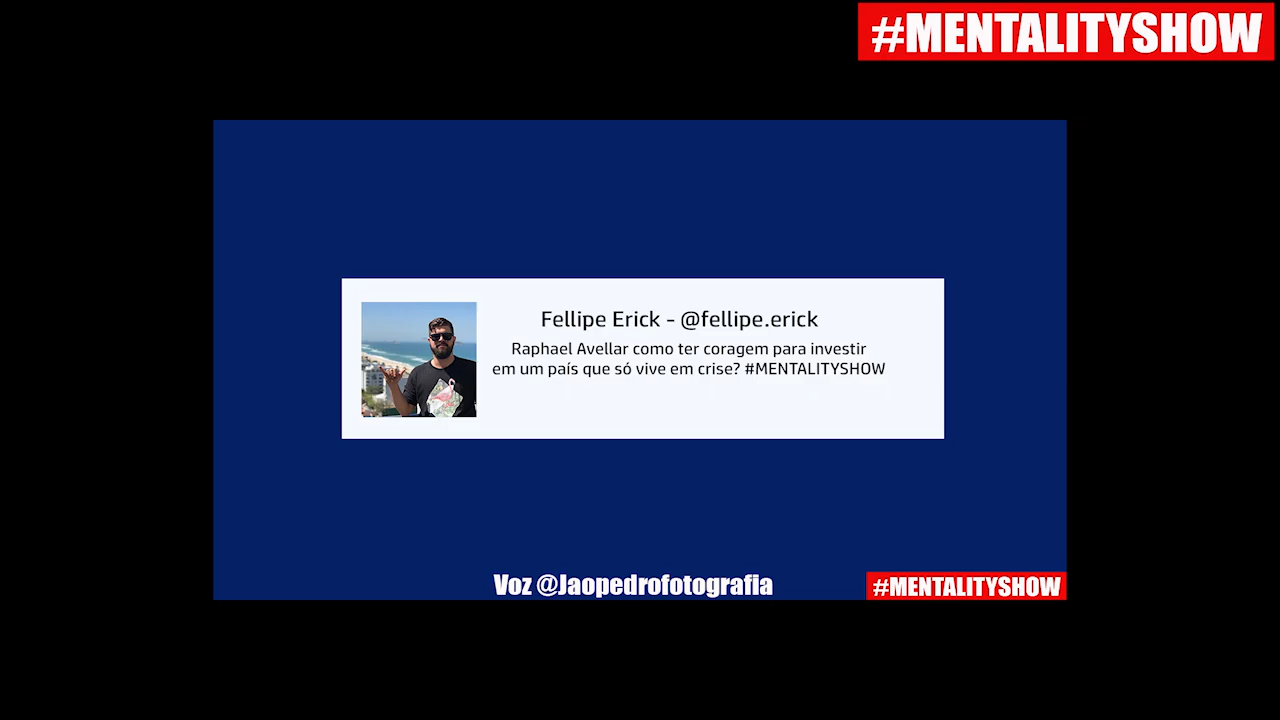 #MENTALITYSHOW
Fellipe Erick - @fellipe.erick
Raphael Avellar como ter coragem para investir
em um país que só vive em crise? #MENTALITYSHOW
Voz @Jaopedrofotografia
#MENTALITYSHOW